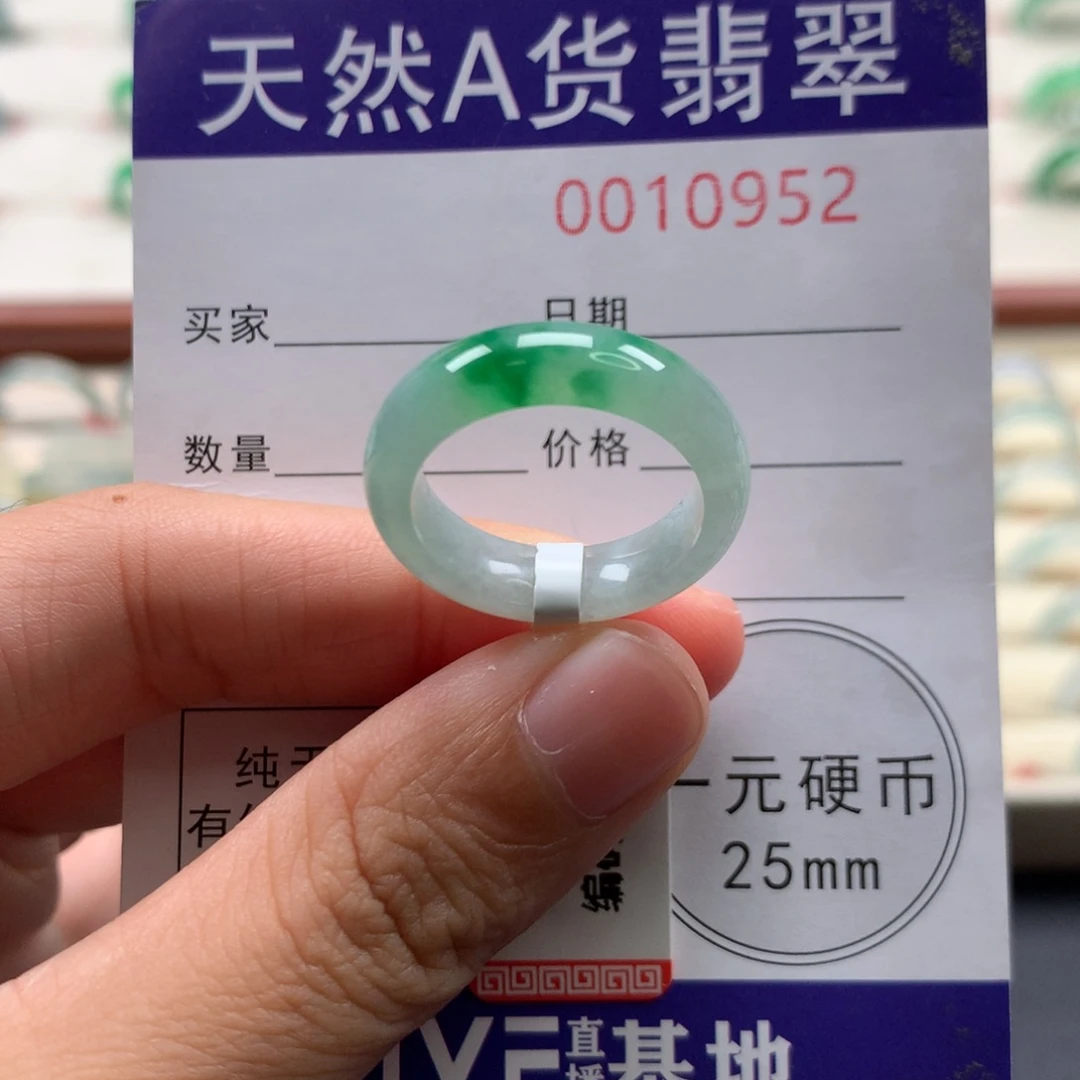 天然A货翡翠
0010952
买家 日期
数量 价格
纯
有
编
一元硬币
25mm
直播
基地